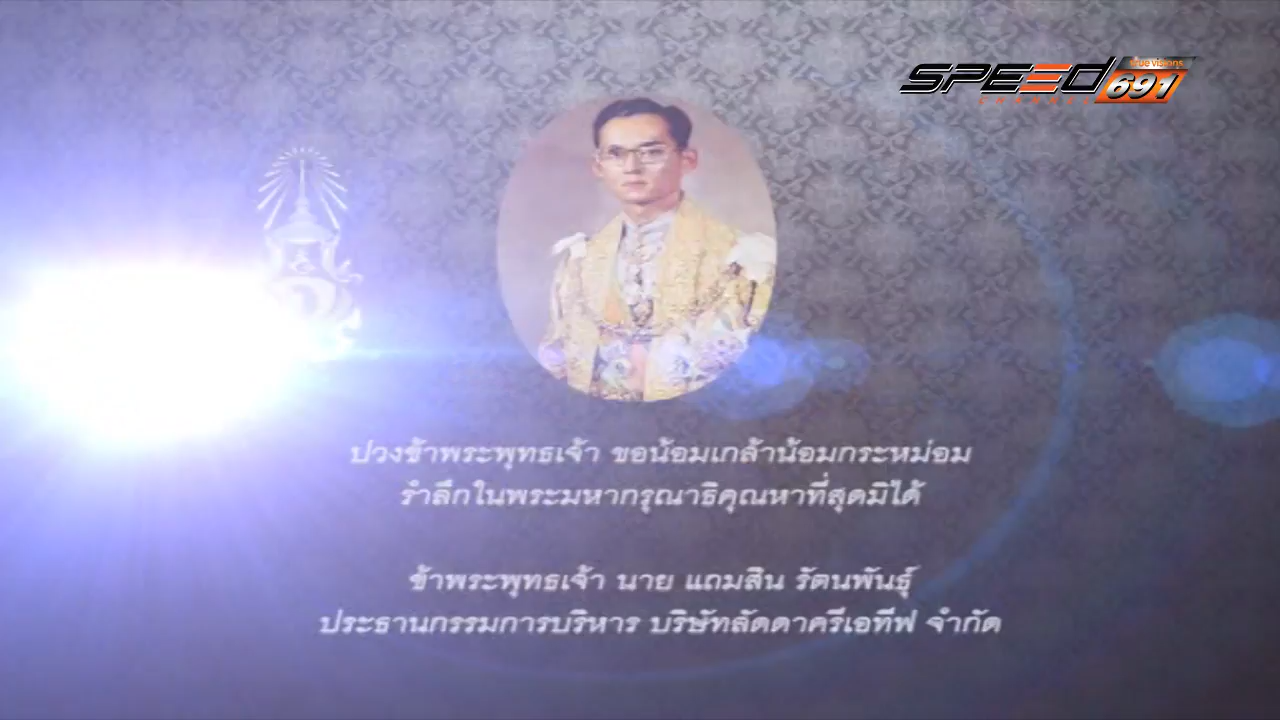 SPEED
true visions
691
CHANNEL
ปวงข้าพระพุทธเจ้า ขอน้อมเกล้าน้อมกระหม่อม
รำลึกในพระมหากรุณาธิคุณหาที่สุดมิได้
ข้าพระพุทธเจ้า นาย แถมสิน รัตนพันธุ์
ประธานกรรมการบริหาร บริษัทลัดดาครีเอทีฟ จำกัด